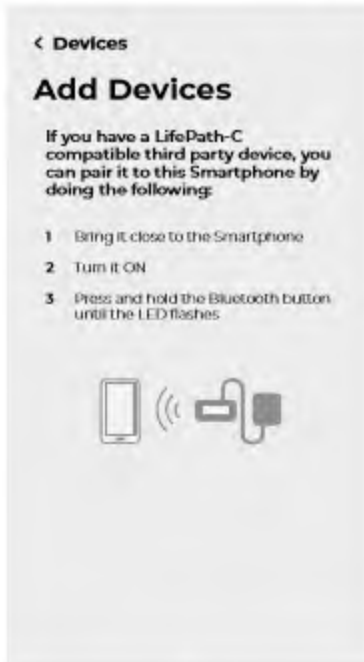 < Devices
Add Devices
If you have a LifePath-C
compatible third party device, you
can pair it to this Smartphone by
doing the following:
1 Bring it close to the Smartphone
2 Turn it ON
3 Press and hold the Bluetooth button
until the LED flashes